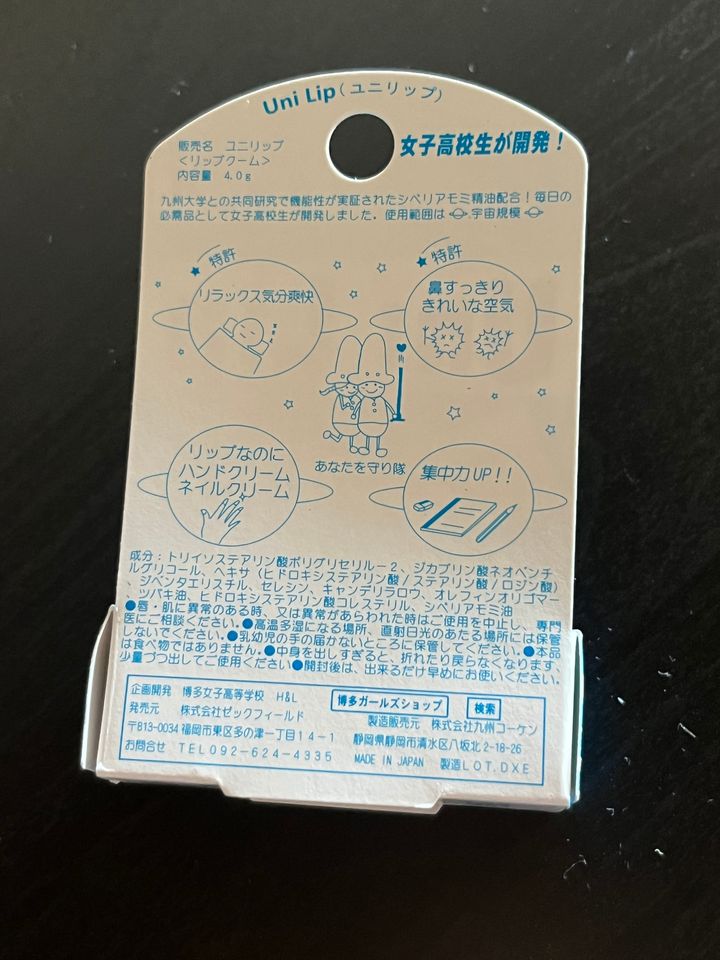 Uni Lip(ユニリップ)
販売名 ユニリップ
女子高校生が開発！
<リップクーム>
内容量 4.0g
九州大学との共同研究で機能性が実証されたシベリアモミ精油配合！毎日の
必需品として女子高校生が開発しました．使用範囲は宇宙規模
★特許
リラックス気分爽快
★特許
鼻すっきり
きれいな空気
あなたを守り隊
リップなのに
ハンドクリーム
ネイルクリーム
集中力UP！！
成分：トリイソステアリン酸ポリグリセリル－2、ジカプリン酸ネオペンチ
ルグリコール、ヘキサ（ヒドロキシステアリン酸/ステアリン酸/ロジン酸）
ジペンタエリスチル、セレシン、キャンデリラロウ、オレフィンオリゴマー
ツバキ油、ヒドロキシステアリン酸コレステリル、シベリアモミ油
●唇・肌に異常のある時、又は異常があらわれた時はご使用を中止し、専門
医にご相談ください．●高温多湿になる場所、直射日光のあたる場所には保管
しないでください．●乳幼児の手の届かないところに保管してください．●本品
は食べ物ではありません．●中身を出しすぎると、折れたり戻らなくなります、
少量づつ出してご使用ください●開封後は、出来るだけ早めにお使いください．
企画開発 博多女子高等学校 H&L
博多ガールズショップ 検索
発売元 株式会社ゼックフィールド
〒813-0034 福岡市東区多の津一丁目14－1
お問合せ TEL092-624-4335
製造販売元 株式会社九州コーケン
静岡県静岡市清水区八坂北2-18-26
MADE IN JAPAN 製造LOT.DXE